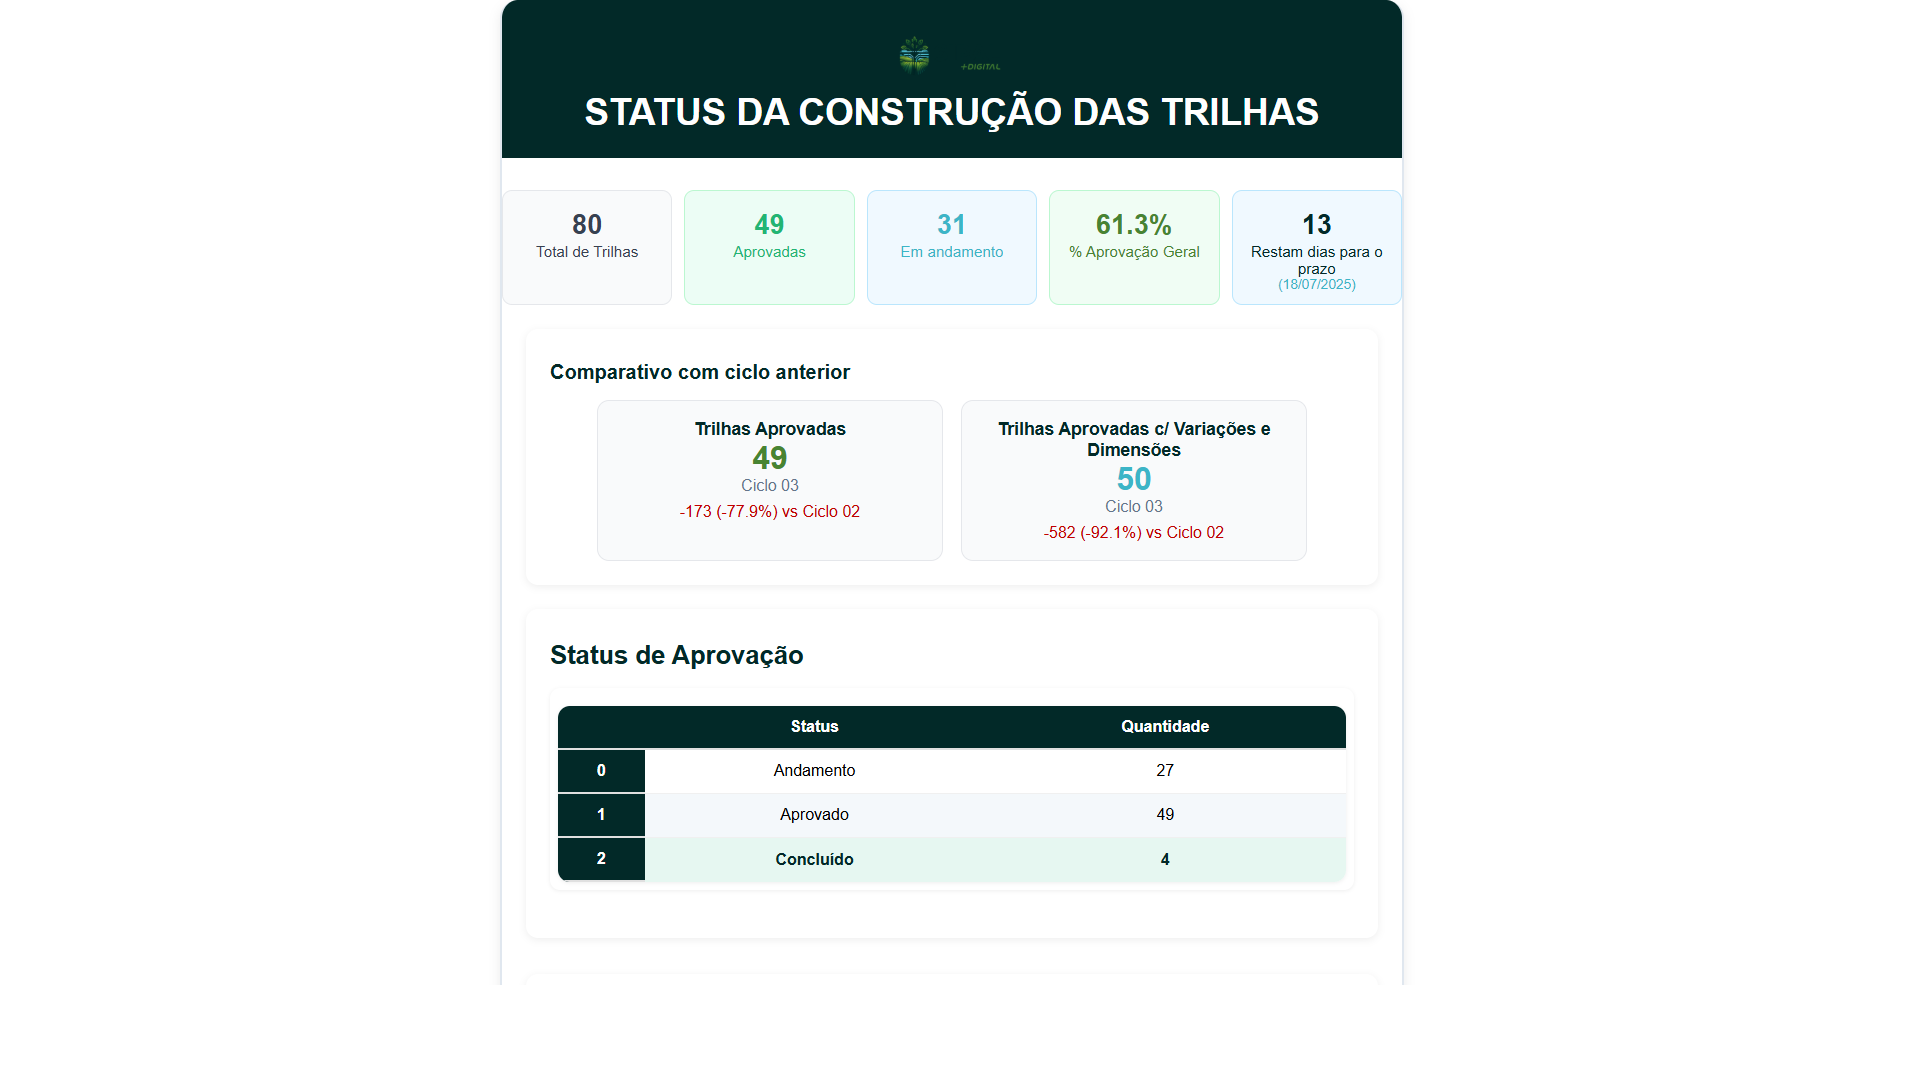 +DIGITAL
STATUS DA CONSTRUÇÃO DAS TRILHAS
80
Total de Trilhas
49
Aprovadas
31
Em andamento
61.3%
% Aprovação Geral
13
Restam dias para o
prazo
(18/07/2025)
Comparativo com ciclo anterior
Trilhas Aprovadas
49
Ciclo 03
-173 (-77.9%) vs Ciclo 02
Trilhas Aprovadas c/ Variações e
Dimensões
50
Ciclo 03
-582 (-92.1%) vs Ciclo 02
Status de Aprovação
Status Quantidade
0 Andamento 27
1 Aprovado 49
2 Concluído 4